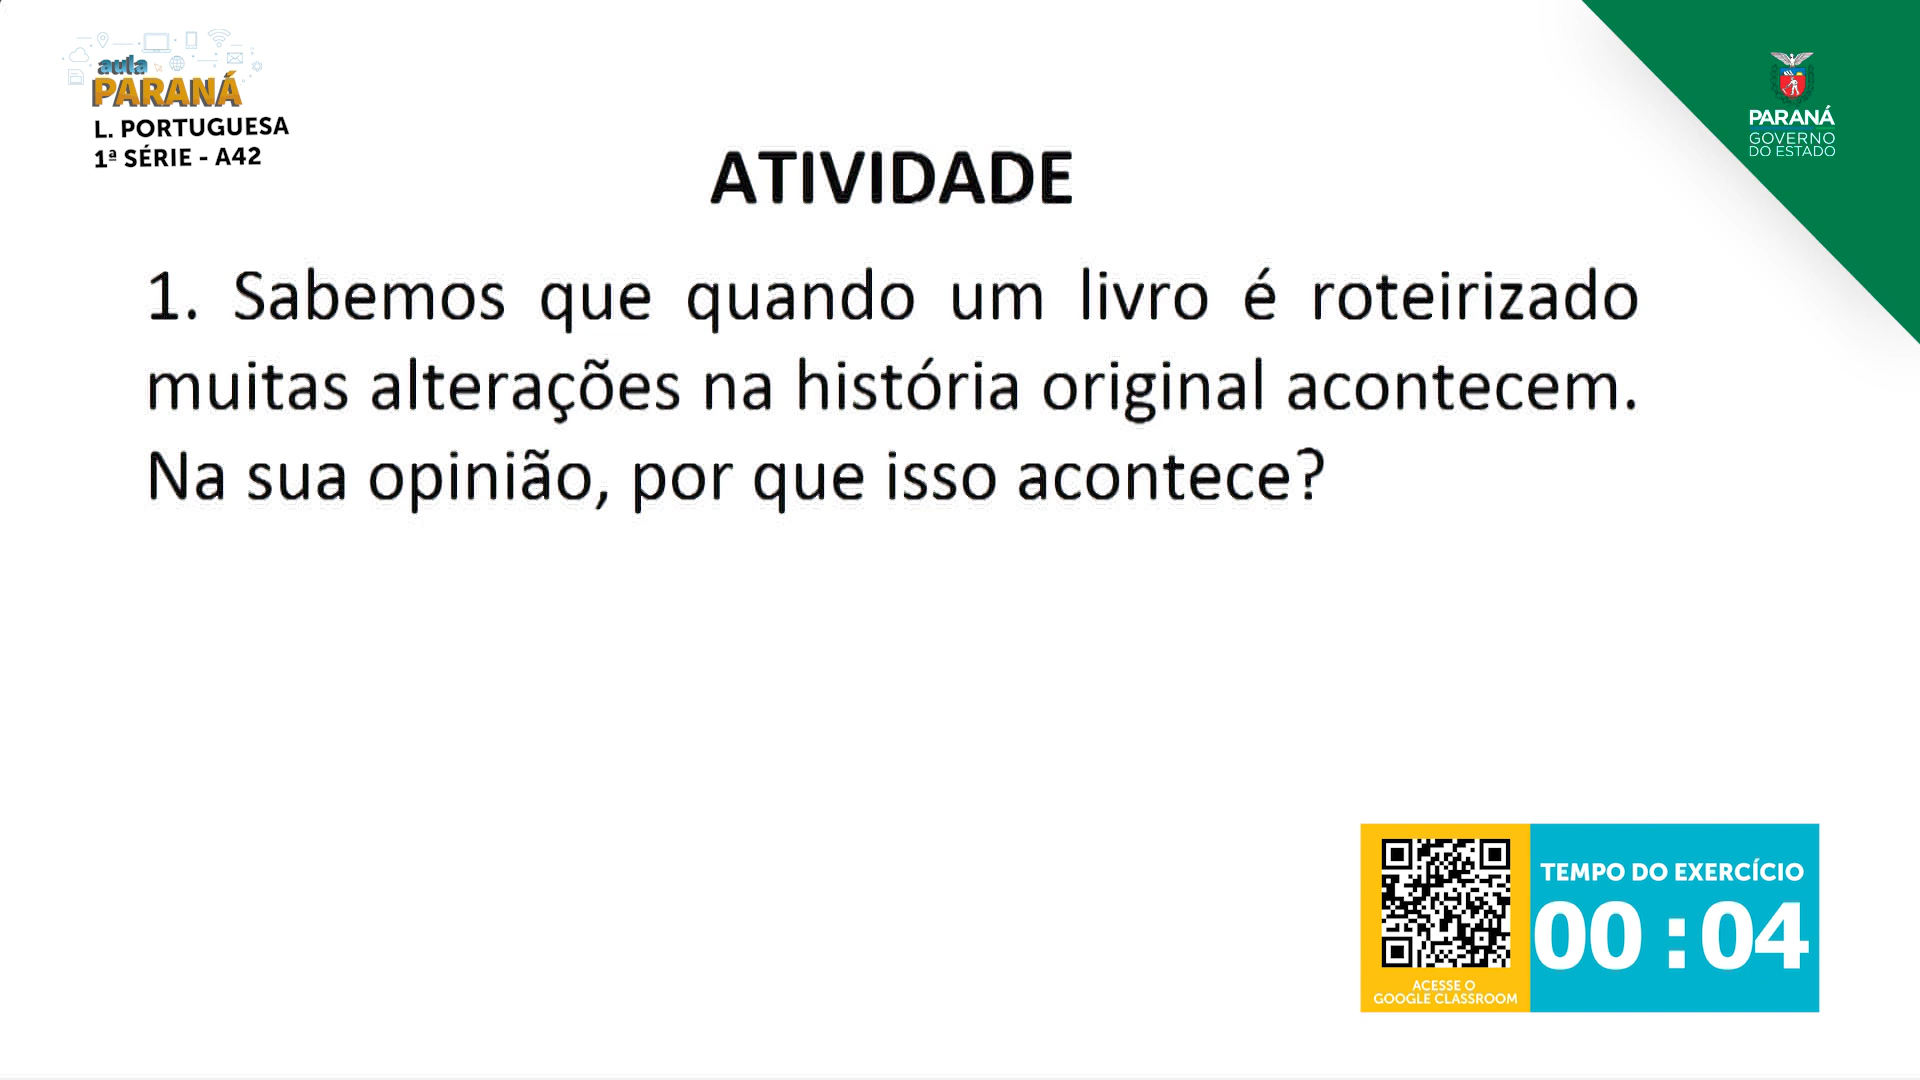 aula
PARANÁ
L. PORTUGUESA
1ª SÉRIE - A42
PARANÁ
GOVERNO
DO ESTADO
ATIVIDADE
1. Sabemos que quando um livro é roteirizado
muitas alterações na história original acontecem.
Na sua opinião, por que isso acontece?
TEMPO DO EXERCÍCIO
00:04
ACESSE O
GOOGLE CLASSROOM